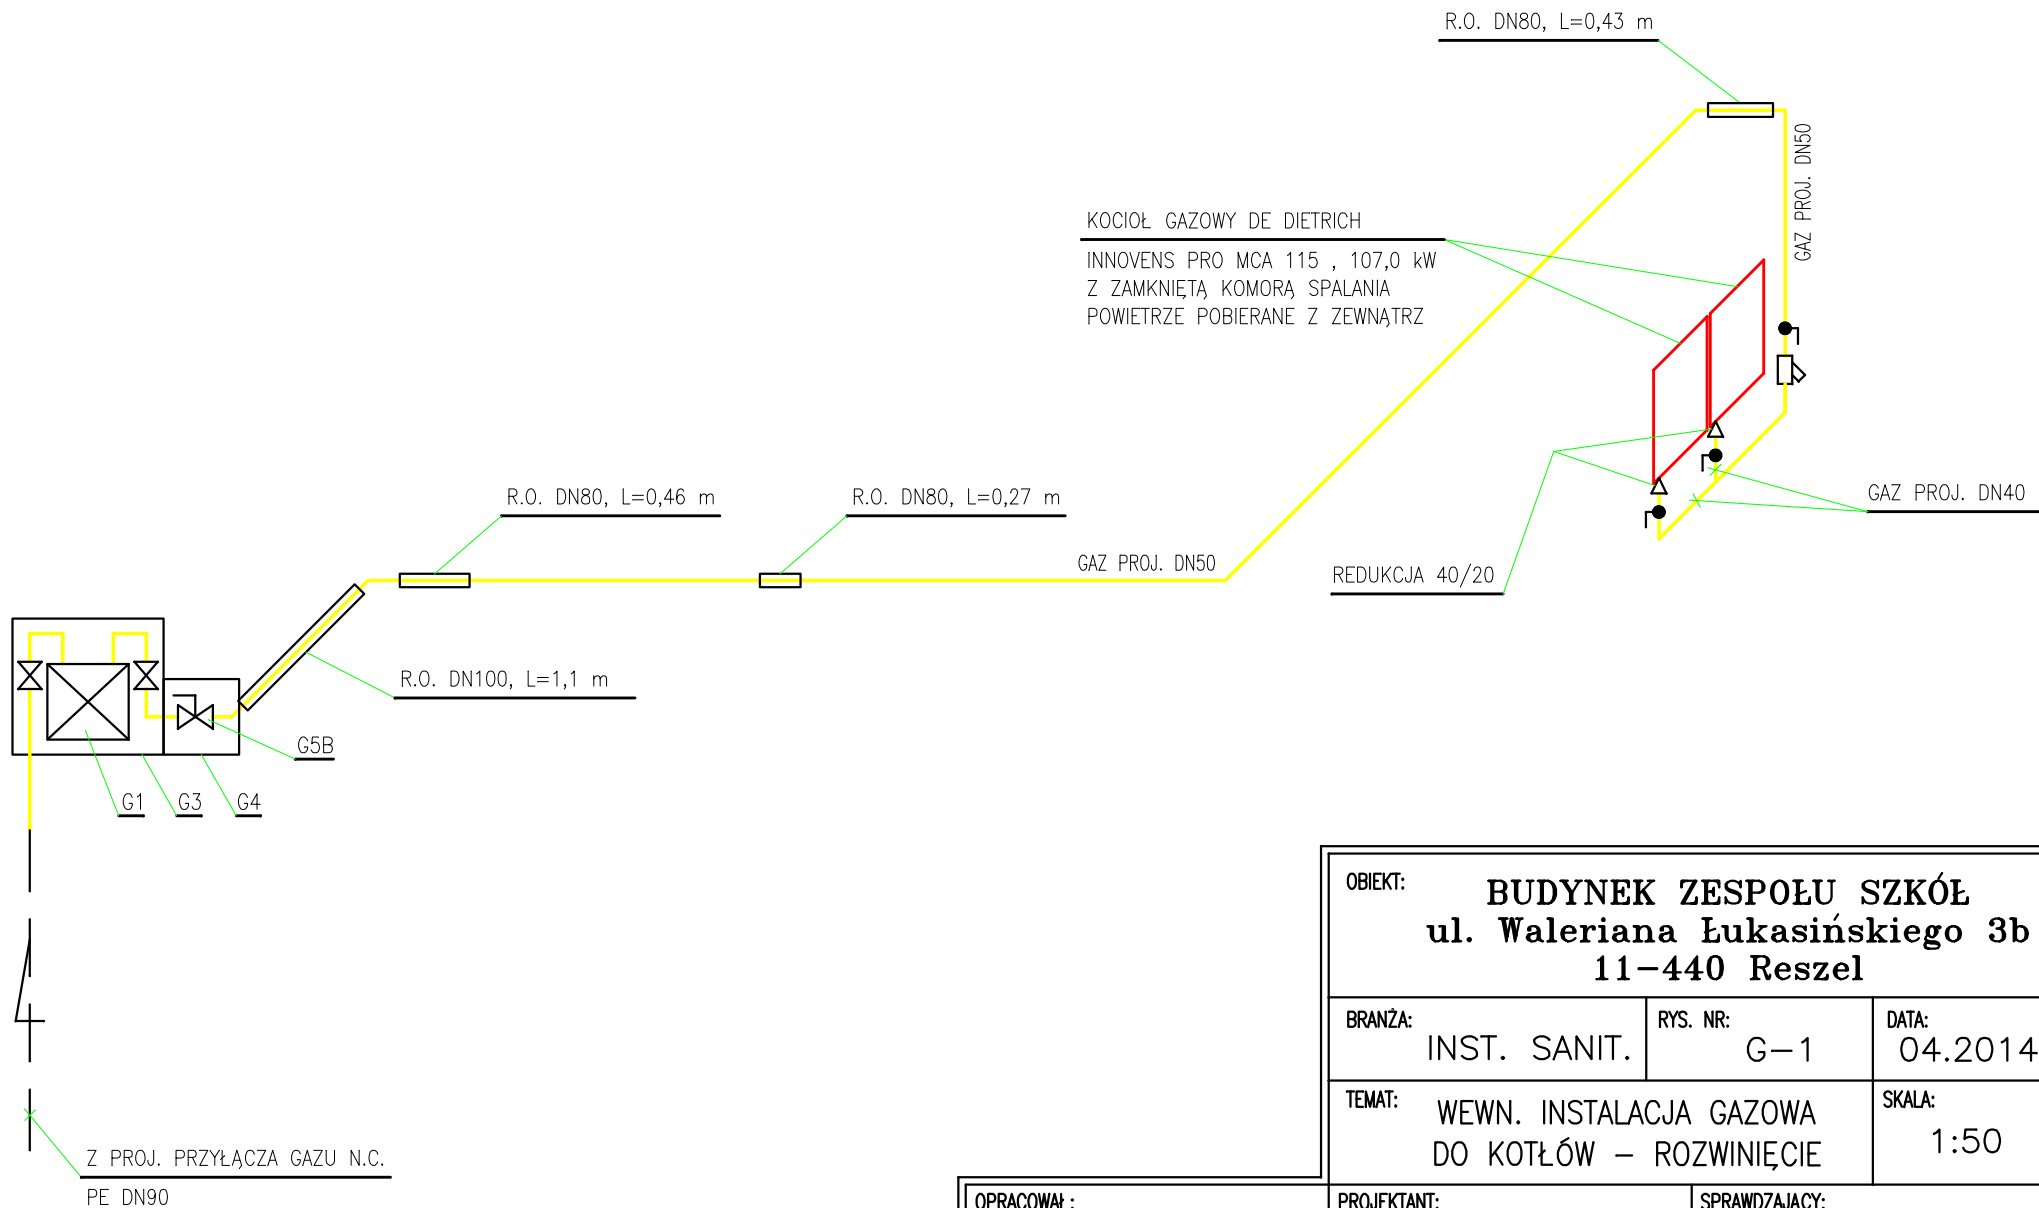 R.O. DN80, L=0,43 m
GAZ PROJ. DN50
KOCIOŁ GAZOWY DE DIETRICH
INNOVENS PRO MCA 115 , 107,0 kW
Z ZAMKNIĘTĄ KOMORĄ SPALANIA
POWIETRZE POBIERANE Z ZEWNĄTRZ
R.O. DN80, L=0,46 m
R.O. DN80, L=0,27 m
GAZ PROJ. DN40
GAZ PROJ. DN50
REDUKCJA 40/20
R.O. DN100, L=1,1 m
G5B
G1
G3
G4
Z PROJ. PRZYŁĄCZA GAZU N.C.
PE DN90
OBIEKT:
BUDYNEK ZESPOŁU SZKÓŁ
ul. Waleriana Łukasińskiego 3b
11-440 Reszel
BRANŻA:
INST. SANIT.
RYS. NR:
G-1
DATA:
04.2014
TEMAT:
WEWN. INSTALACJA GAZOWA
DO KOTŁÓW - ROZWINIĘCIE
SKALA:
1:50
OPRACOWAŁ:
PROJEKTANT:
SPRAWDZAJĄCY: